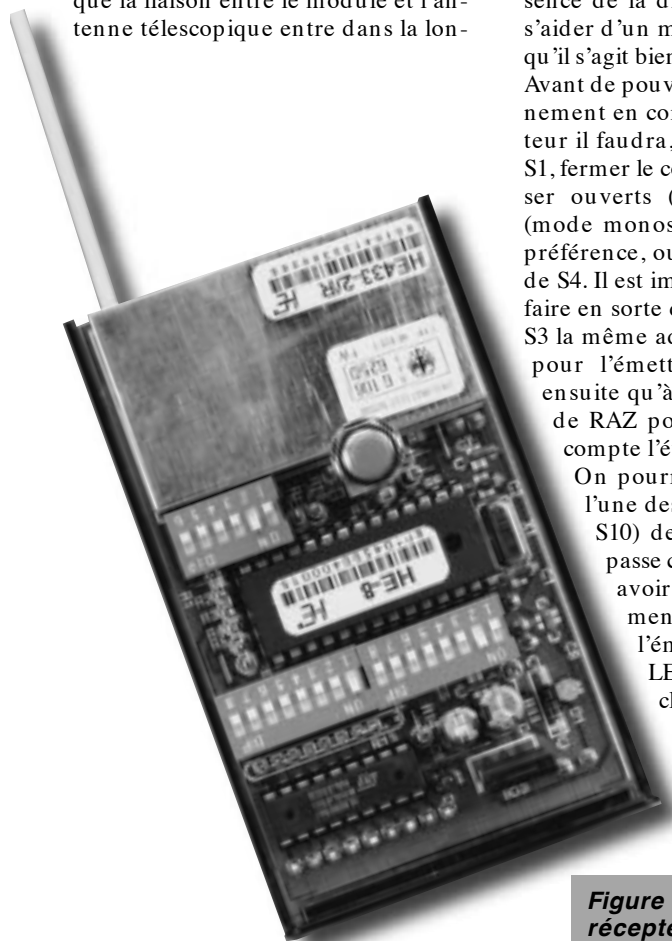 que la liaison entre le module et l'an-
tenne télescopique entre dans la lon-
sence de la d
s'aider d'un m
qu'il s'agit bien
Avant de pouv
nement en co
teur il faudra,
S1, fermer le c
ser ouverts (
(mode monos
préférence, ou
de S4. Il est im
faire en sorte
S3 la même ad
pour l'émett
ensuite qu'à
de RAZ po
compte l'é
On pourr
l'une des
S10) de
passe c
avoir
men
l'ém
LE
cl
HE433-2/R
HE
HE-8
HE
Figure
récepte